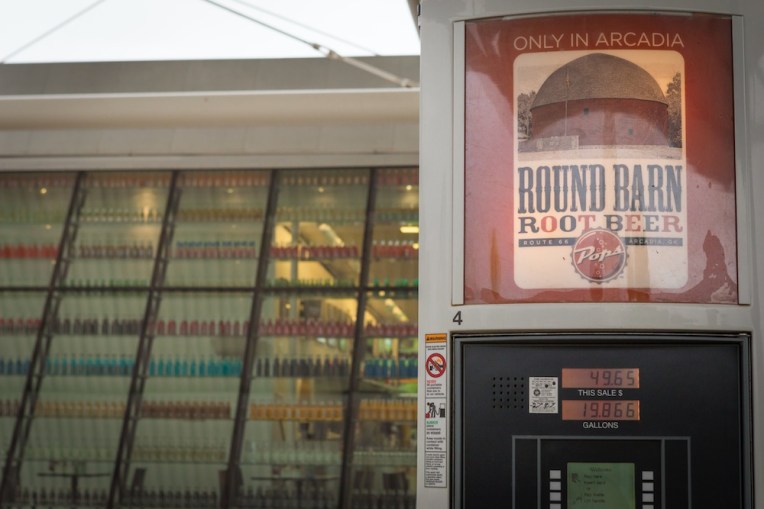 ONLY IN ARCADIA
ROUND BARN
ROOT BEER
ROUTE 66 ARCADIA, OK
Pops
4
49.65
THIS SALE $
19.866
GALLONS